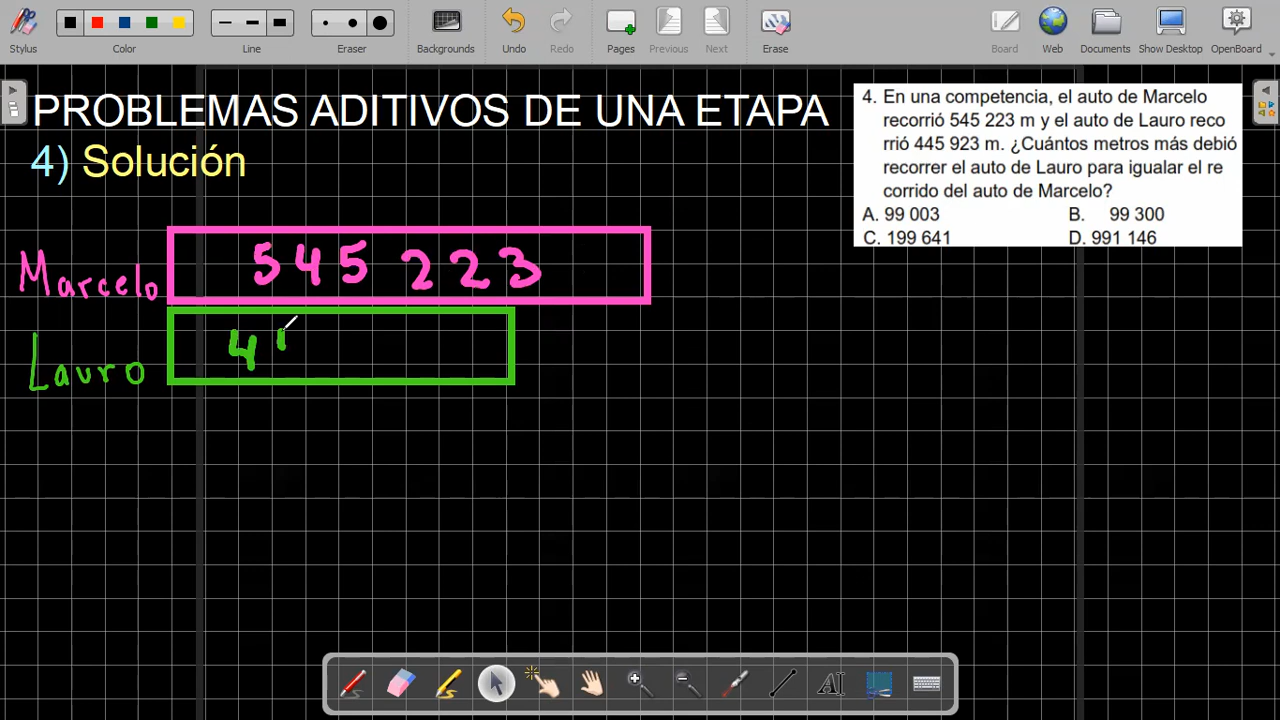 Stylus Color Line Eraser Backgrounds Undo Redo Pages Previous Next Erase Board Web Documents Show Desktop OpenBoard
PROBLEMAS ADITIVOS DE UNA ETAPA
4) Solución
4. En una competencia, el auto de Marcelo
recorrió 545 223 m y el auto de Lauro reco
rrió 445 923 m. ¿Cuántos metros más debió
recorrer el auto de Lauro para igualar el re
corrido del auto de Marcelo?
A. 99 003 B. 99 300
C. 199 641 D. 991 146
Marcelo 545 223
Lauro 4
AI